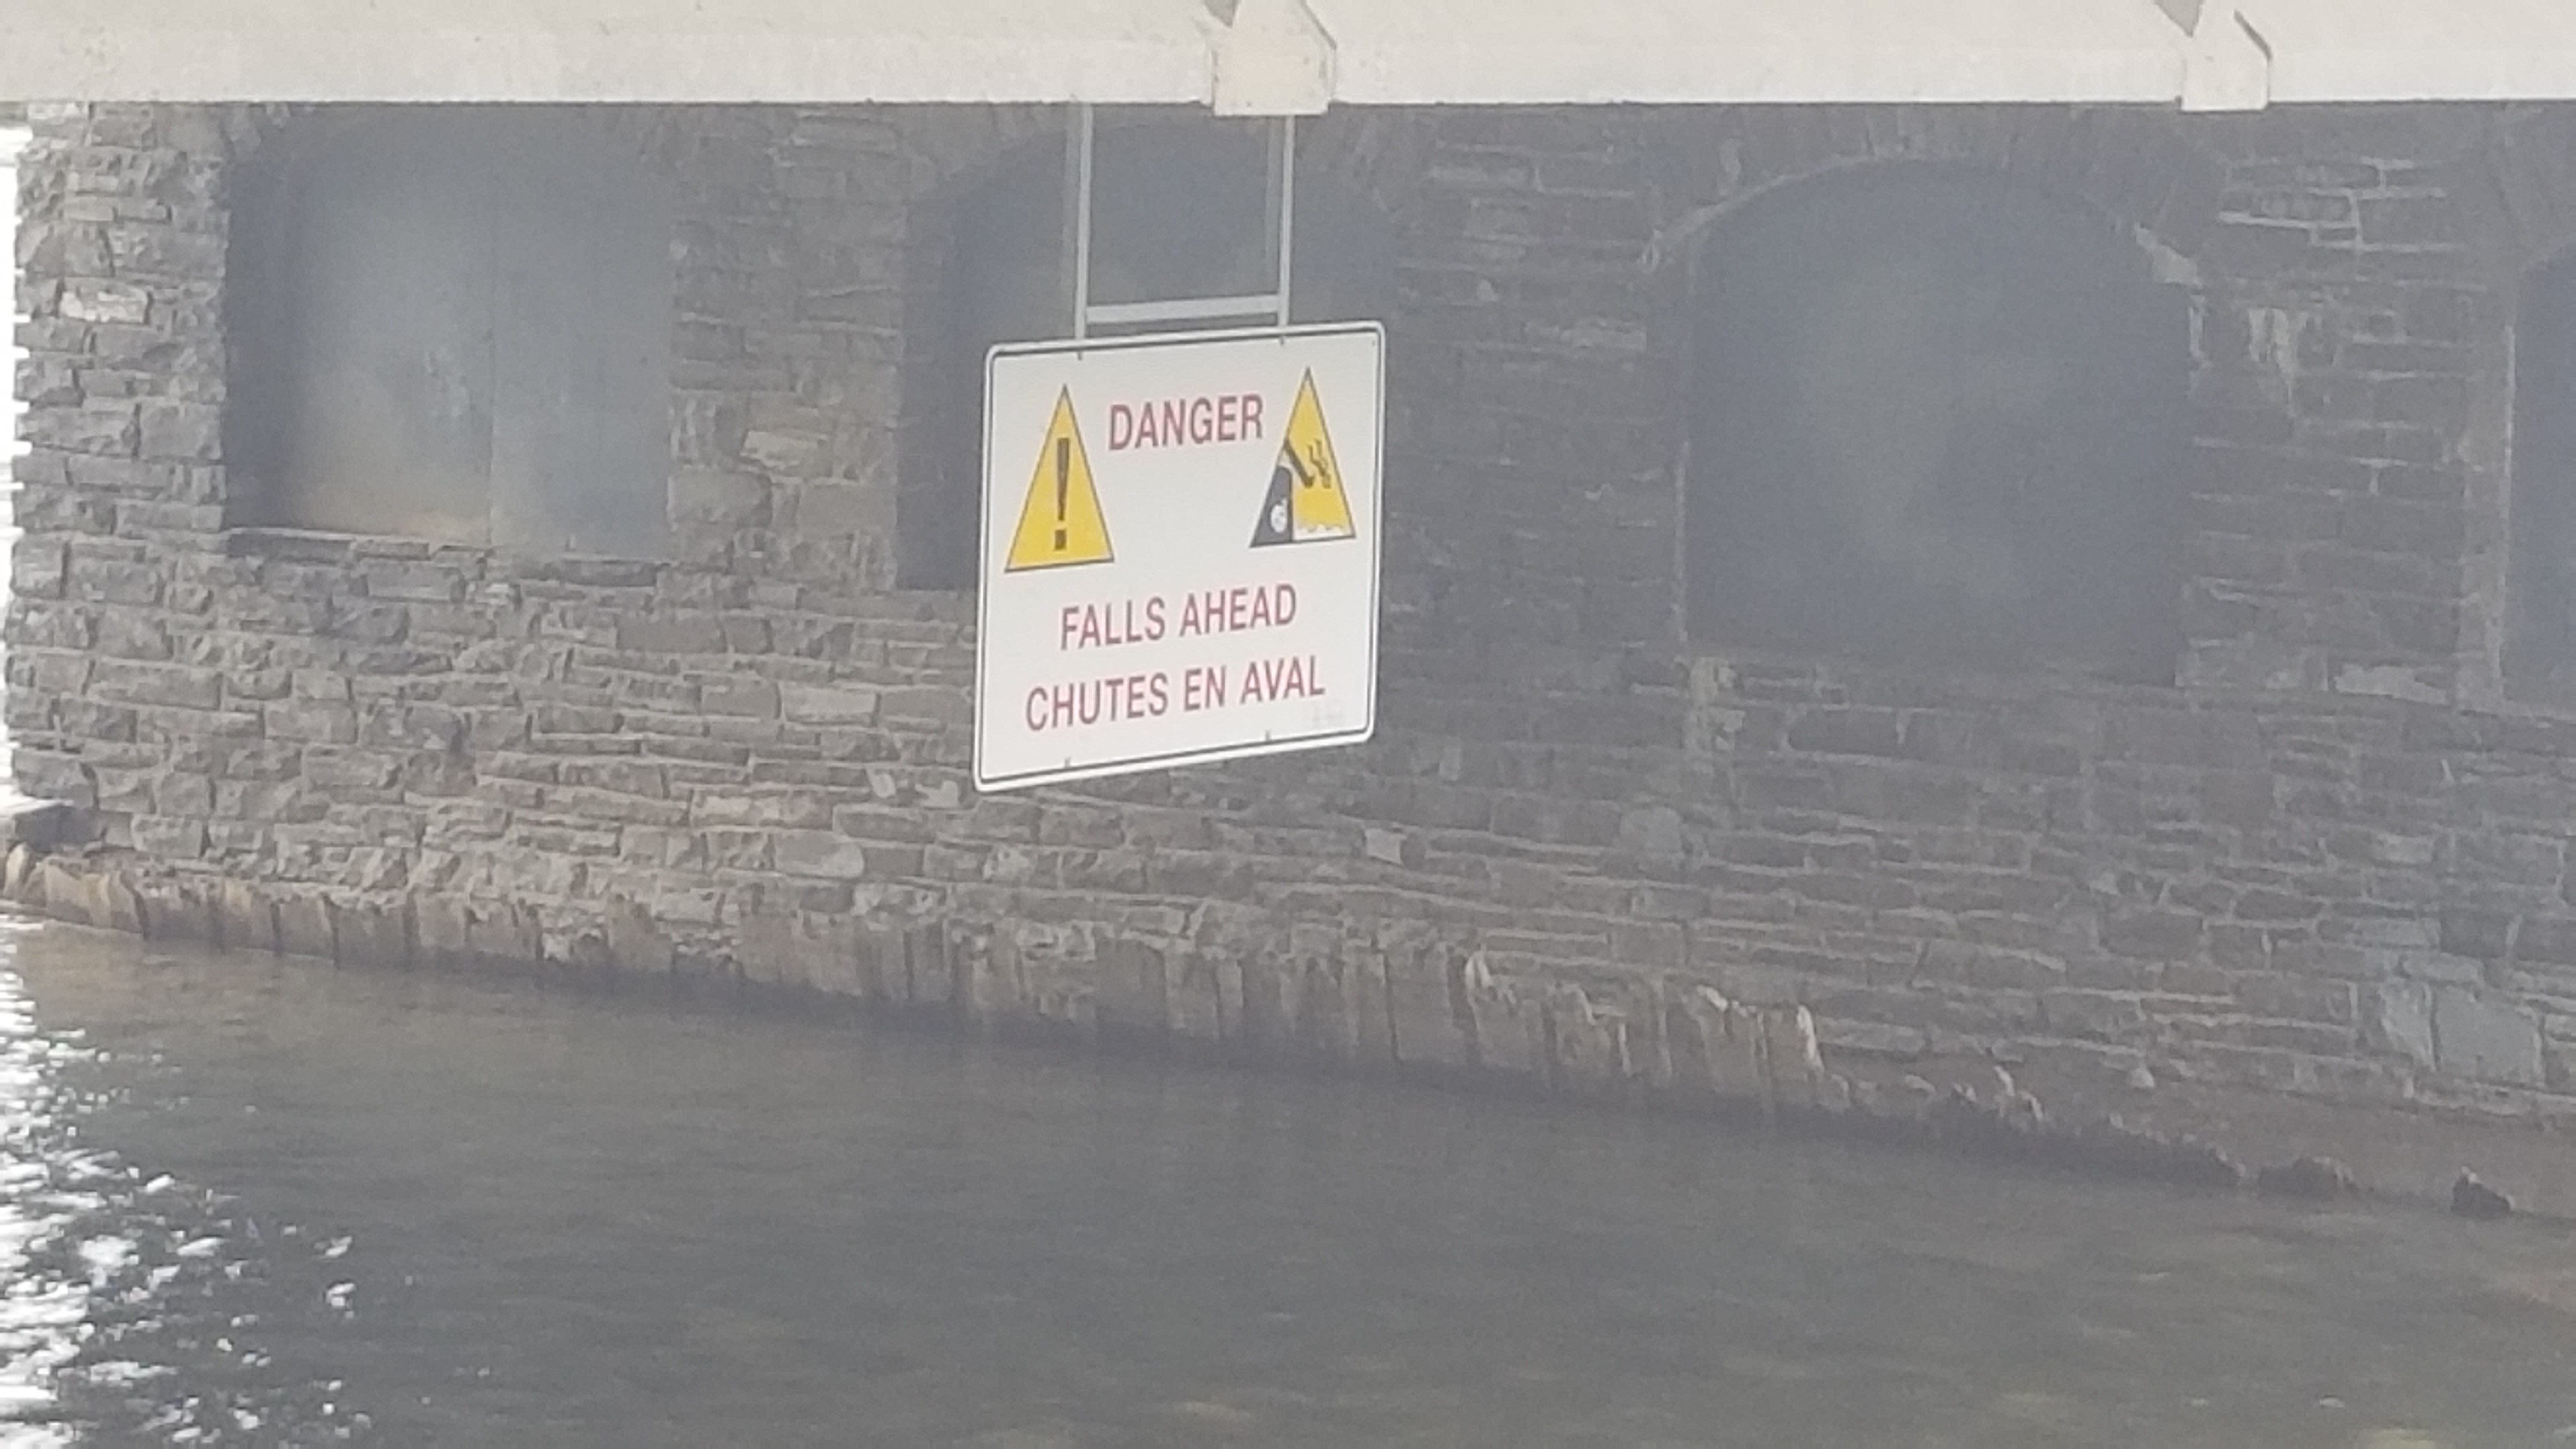 DANGER
FALLS AHEAD
CHUTES EN AVAL